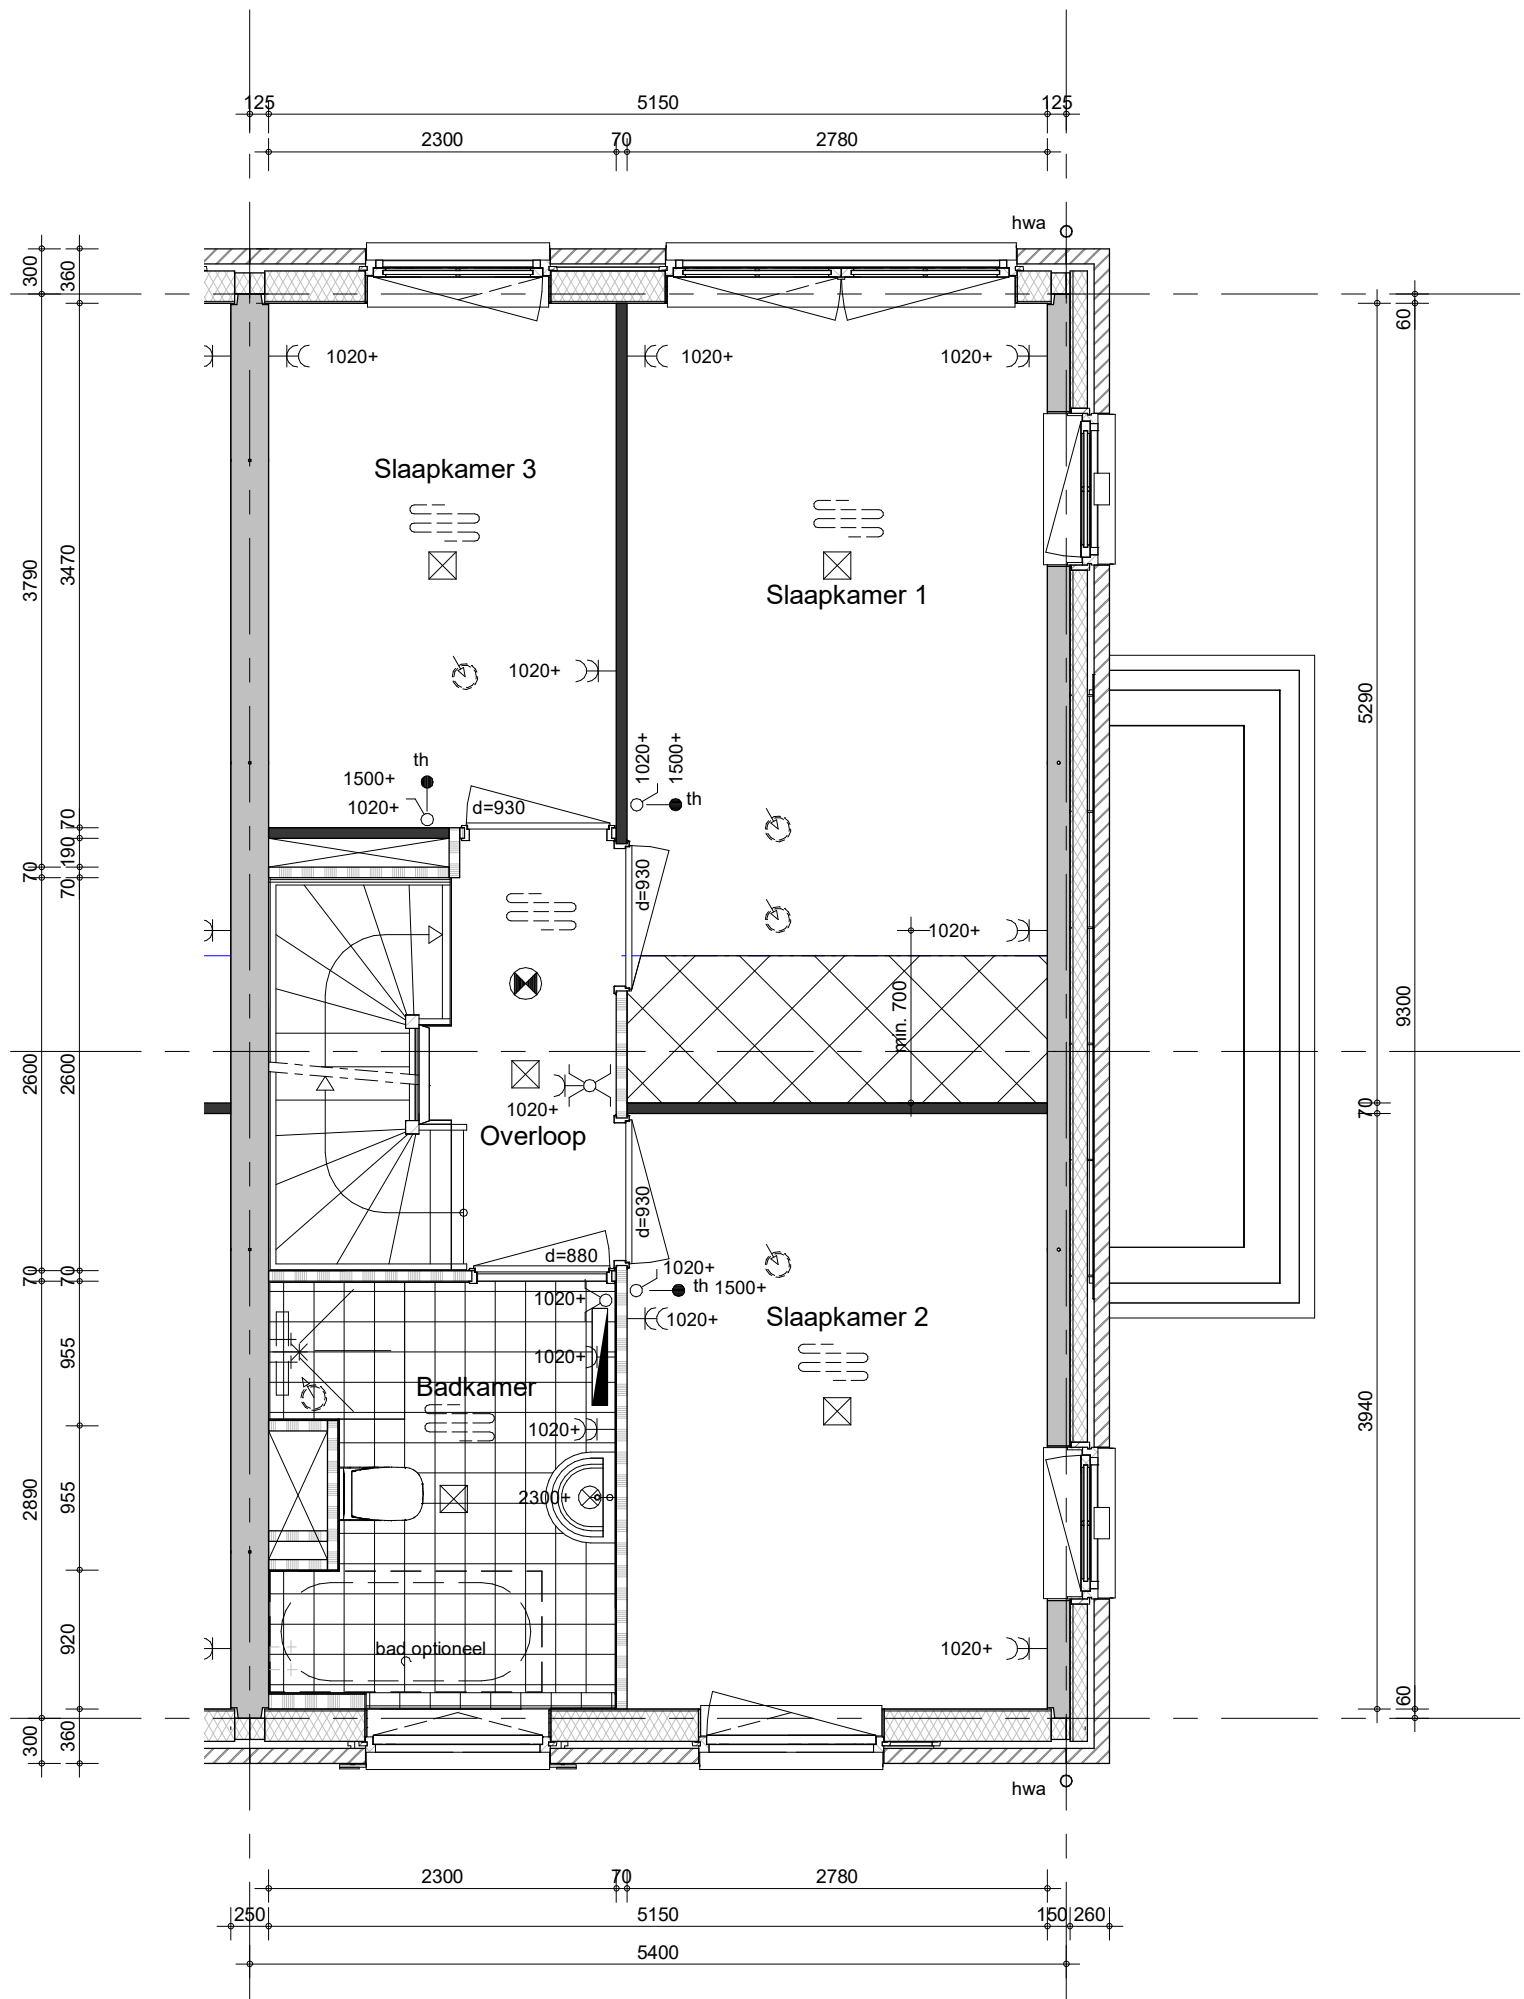 125 5150 125
2300 70 2780
hwa
300 360
60
1020+ 1020+ 1020+
Slaapkamer 3
3790 3470
Slaapkamer 1
1020+
5290
th
1500+
1020+
d=930
1020+ 1500+
th
70
190
70 70
d=930
1020+
min. 700
9300
2600 2600
1020+
Overloop
70
d=930
70 70
d=880
1020+
th 1500+
1020+
1020+
Slaapkamer 2
955
1020+
Badkamer
1020+
3940
2890 955
2300+
920
bad optioneel
1020+
60
300 360
hwa
2300 70 2780
250 5150 150 260
5400